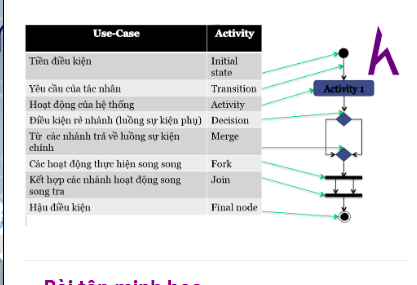 Use-Case Activity
Tiền điều kiện Initial
state
Yêu cầu của tác nhân Transition
Hoạt động của hệ thống Activity
Điều kiện rẽ nhánh (luồng sự kiện phụ) Decision
Từ các nhánh trả về luồng sự kiện Merge
chính
Các hoạt động thực hiện song song Fork
Kết hợp các nhánh hoạt động song Join
song tra
Hậu điều kiện Final node
Activity 1
h
Bài tập minh họa